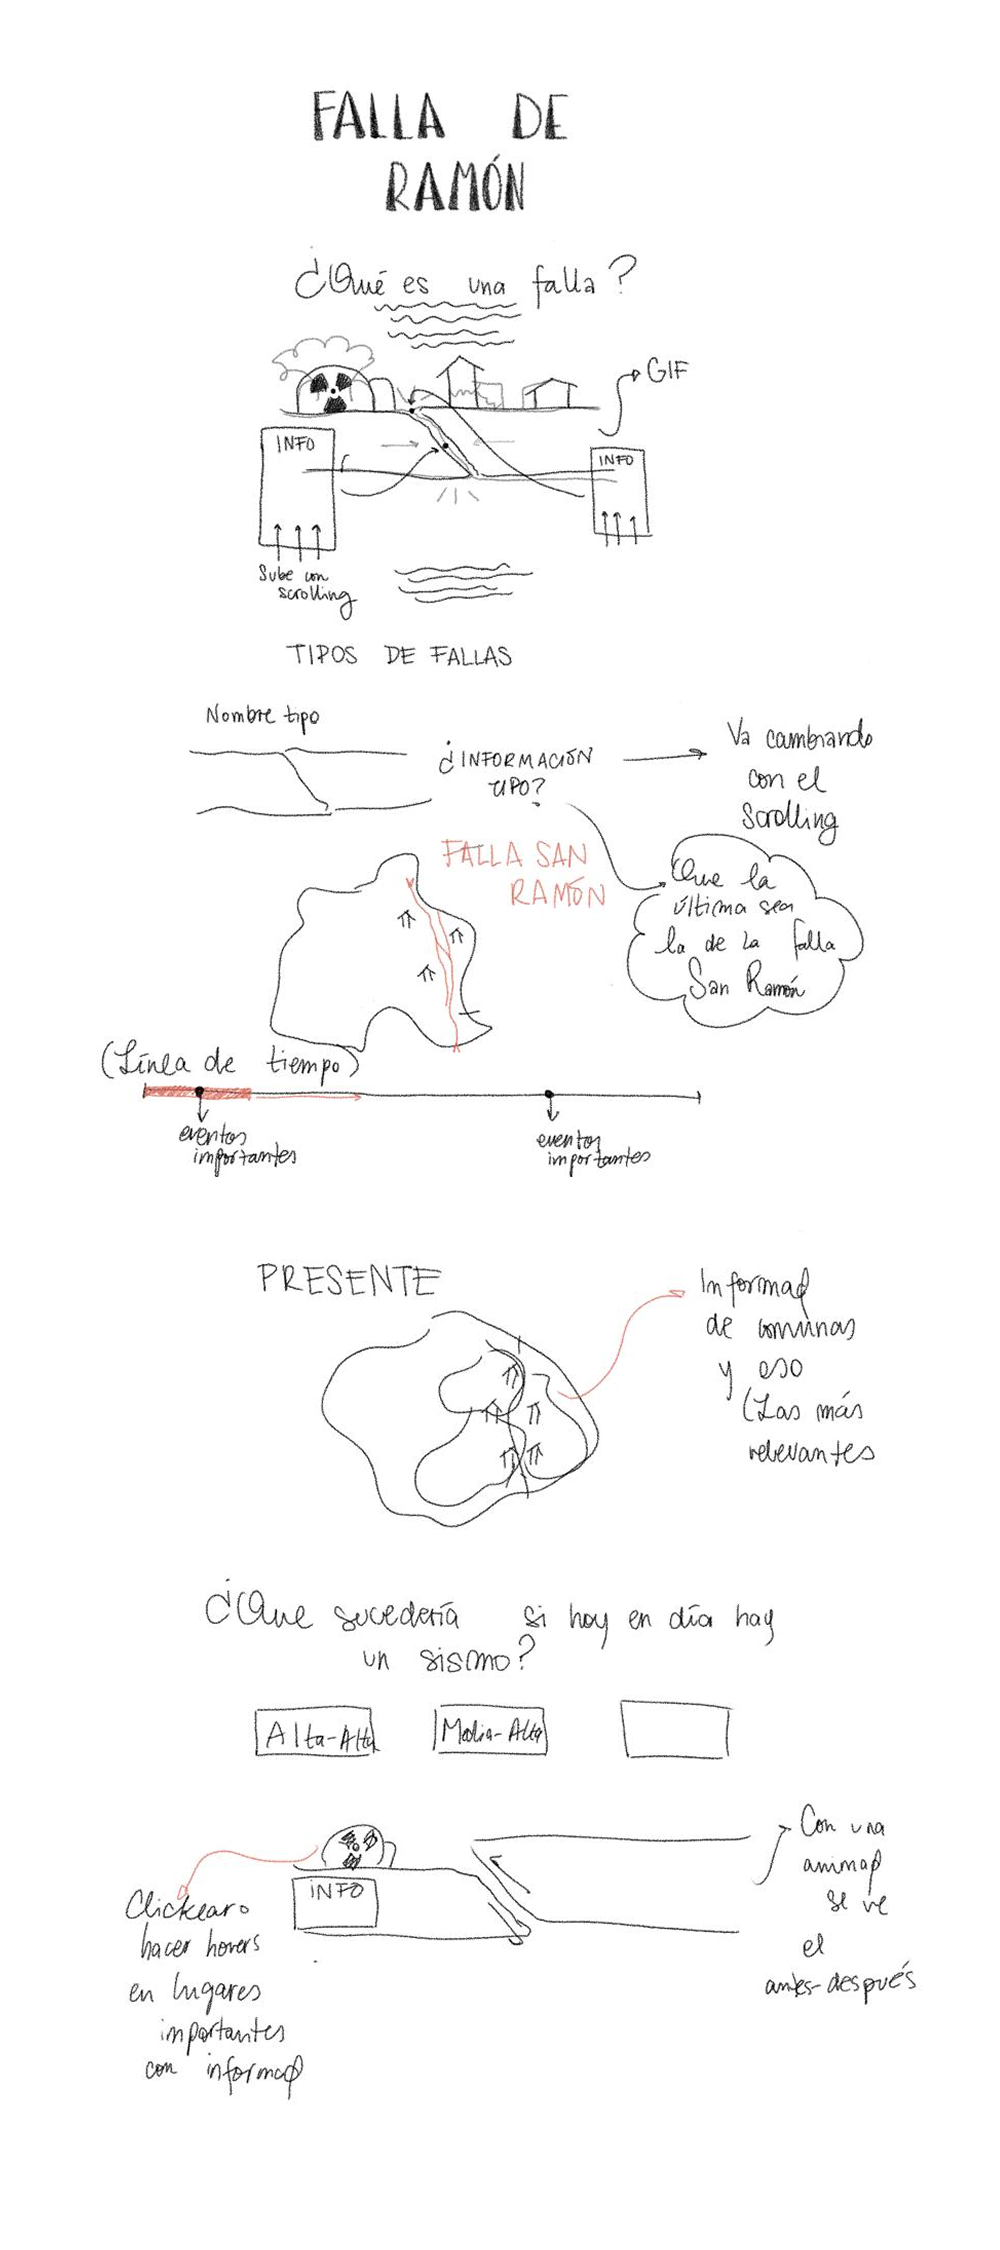 FALLA DE
RAMÓN
¿Qué es una falla?
GIF
INFO
INFO
Sube con
scrolling
TIPOS DE FALLAS
Nombre tipo
¿INFORMACIÓN
TIPO?
Va cambiando
con el
Scrolling
FALLA SAN
RAMÓN
Que la
última sea
la de la falla
San Ramón
(Línea de tiempo)
eventos
importantes
eventos
importantes
PRESENTE
Informaφ
de comunas
y eso
(Las más
relevantes
¿Que sucedería si hoy en día hay
un sismo?
Alta-Alta
Media-Alta
INFO
Clickear o
hacer hovers
en lugares
importantes
con informaφ
Con una
animaφ
se ve
el
antes-después